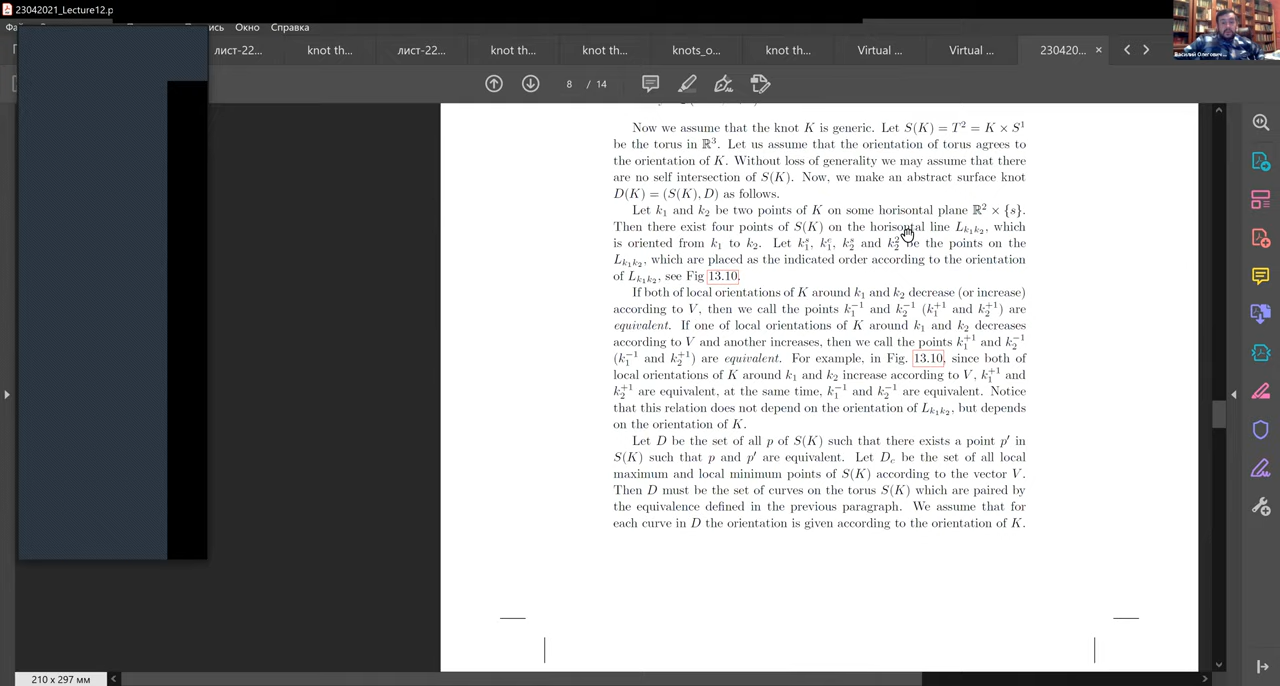 23042021_Lecture12.p
Фа
пись Окно Справка
лист-22... knot th... лист-22... knot th... knot th... knots_o... knot th... Virtual ... Virtual ... 230420... ×
8 / 14
Now we assume that the knot K is generic. Let S(K) = T² = K × S¹
be the torus in ℝ³. Let us assume that the orientation of torus agrees to
the orientation of K. Without loss of generality we may assume that there
are no self intersection of S(K). Now, we make an abstract surface knot
D(K) = (S(K), D) as follows.
Let k₁ and k₂ be two points of K on some horisontal plane ℝ² × {s}.
Then there exist four points of S(K) on the horisontal line L_{k₁k₂}, which
is oriented from k₁ to k₂. Let k₁ˢ, k₁ᵉ, k₂ˢ and k₂² be the points on the
L_{k₁k₂}, which are placed as the indicated order according to the orientation
of L_{k₁k₂}, see Fig 13.10.
If both of local orientations of K around k₁ and k₂ decrease (or increase)
according to V, then we call the points k₁⁻¹ and k₂⁻¹ (k₁⁺¹ and k₂⁺¹) are
equivalent. If one of local orientations of K around k₁ and k₂ decreases
according to V and another increases, then we call the points k₁⁺¹ and k₂⁻¹
(k₁⁻¹ and k₂⁺¹) are equivalent. For example, in Fig. 13.10, since both of
local orientations of K around k₁ and k₂ increase according to V, k₁⁺¹ and
k₂⁺¹ are equivalent, at the same time, k₁⁻¹ and k₂⁻¹ are equivalent. Notice
that this relation does not depend on the orientation of L_{k₁k₂}, but depends
on the orientation of K.
Let D be the set of all p of S(K) such that there exists a point p′ in
S(K) such that p and p′ are equivalent. Let D_c be the set of all local
maximum and local minimum points of S(K) according to the vector V.
Then D must be the set of curves on the torus S(K) which are paired by
the equivalence defined in the previous paragraph. We assume that for
each curve in D the orientation is given according to the orientation of K.
210 x 297 мм